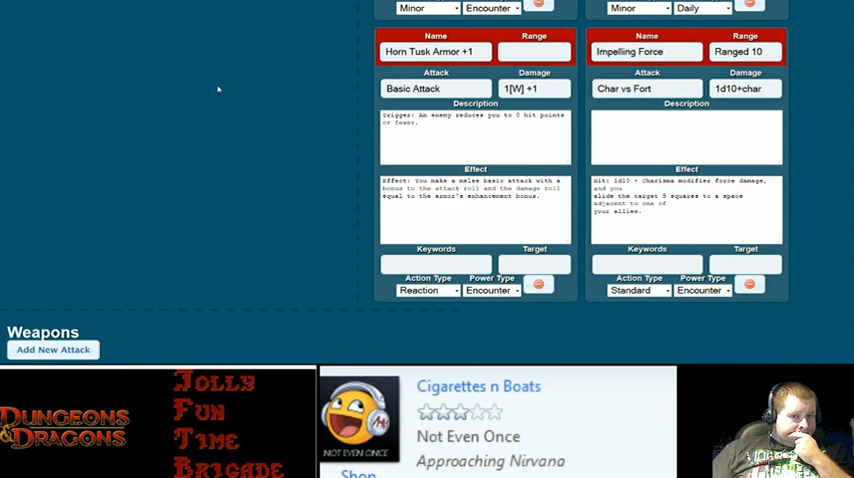 Minor Encounter Minor Daily
Name Range Name Range
Horn Tusk Armor +1 Impelling Force Ranged 10
Attack Damage Attack Damage
Basic Attack 1[W] +1 Char vs Fort 1d10+char
Description Description
Trigger: An enemy reduces you to 0 hit points
or fewer.
Effect Effect
Effect: You make a melee basic attack with a
bonus to the attack roll and the damage roll
equal to the armor's enhancement bonus.
Hit: 1d10 + Charisma modifier force damage,
and you
slide the target 5 squares to a space
adjacent to one of
your allies.
Keywords Target Keywords Target
Action Type Power Type Action Type Power Type
Reaction Encounter Standard Encounter
Weapons
Add New Attack
DUNGEONS
& DRAGONS
Jolly
Fun
Time
Brigade
NOT EVEN ONCE
Shop
Cigarettes n Boats
Not Even Once
Approaching Nirvana